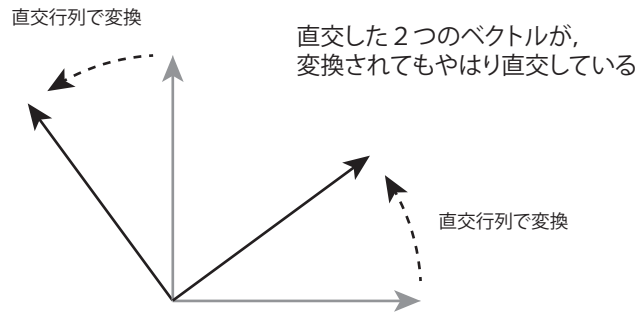 直交行列で変換
直交した2つのベクトルが,
変換されてもやはり直交している
直交行列で変換